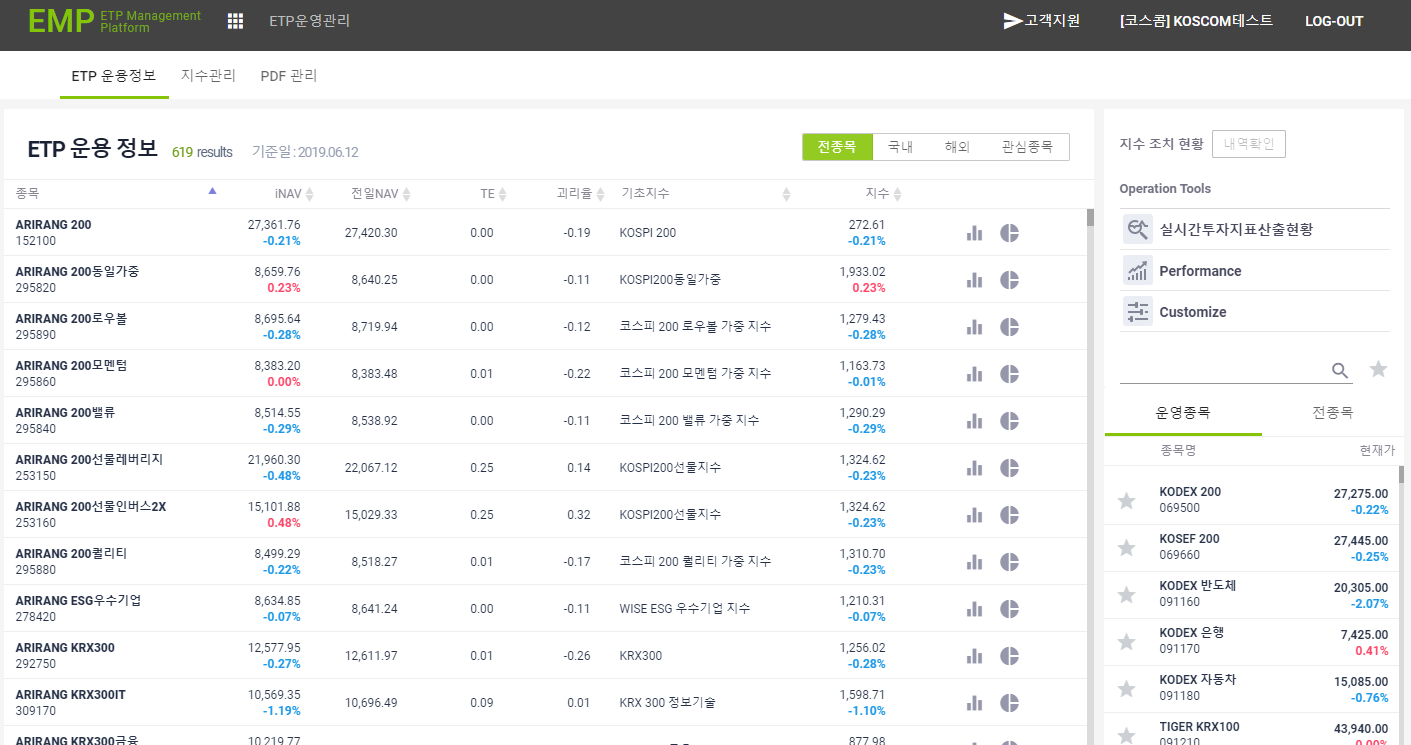 EMP ETP Management Platform ETP운영관리 고객지원 [코스콤] KOSCOM테스트 LOG-OUT
ETP 운용정보 지수관리 PDF 관리
ETP 운용 정보 619 results 기준일 : 2019.06.12 전종목 국내 해외 관심종목
종목 iNAV 전일NAV TE 괴리율 기초지수 지수
ARIRANG 200 27,361.76 27,420.30 0.00 -0.19 KOSPI 200 272.61
152100 -0.21% -0.21%
ARIRANG 200동일가중 8,659.76 8,640.25 0.00 -0.11 KOSPI200동일가중 1,933.02
295820 0.23% 0.23%
ARIRANG 200로우볼 8,695.64 8,719.94 0.00 -0.12 코스피 200 로우볼 가중 지수 1,279.43
295890 -0.28% -0.28%
ARIRANG 200모멘텀 8,383.20 8,383.48 0.01 -0.22 코스피 200 모멘텀 가중 지수 1,163.73
295860 0.00% -0.01%
ARIRANG 200밸류 8,514.55 8,538.92 0.00 -0.11 코스피 200 밸류 가중 지수 1,290.29
295840 -0.29% -0.29%
ARIRANG 200선물레버리지 21,960.30 22,067.12 0.25 0.14 KOSPI200선물지수 1,324.62
253150 -0.48% -0.23%
ARIRANG 200선물인버스2X 15,101.88 15,029.33 0.25 0.32 KOSPI200선물지수 1,324.62
253160 0.48% -0.23%
ARIRANG 200퀄리티 8,499.29 8,518.27 0.01 -0.17 코스피 200 퀄리티 가중 지수 1,310.70
295880 -0.22% -0.23%
ARIRANG ESG우수기업 8,634.85 8,641.24 0.00 -0.11 WISE ESG 우수기업 지수 1,210.31
278420 -0.07% -0.07%
ARIRANG KRX300 12,577.95 12,611.97 0.01 -0.26 KRX300 1,256.02
292750 -0.27% -0.28%
ARIRANG KRX300IT 10,569.35 10,696.49 0.09 0.01 KRX 300 정보기술 1,598.71
309170 -1.19% -1.10%
ARIRANG KRX300금융 10,219.77 877.98
지수 조치 현황 내역확인
Operation Tools
실시간투자지표산출현황
Performance
Customize
운영종목 전종목
종목명 현재가
KODEX 200 27,275.00
069500 -0.22%
KOSEF 200 27,445.00
069660 -0.25%
KODEX 반도체 20,305.00
091160 -2.07%
KODEX 은행 7,425.00
091170 0.41%
KODEX 자동차 15,085.00
091180 -0.76%
TIGER KRX100 43,940.00
091210 0.00%